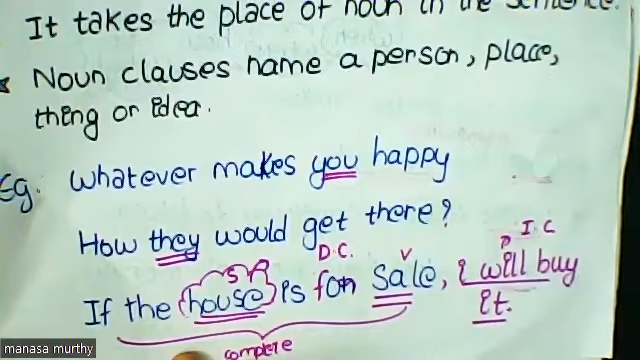 It takes the place of noun in the sentence.
* Noun clauses name a person, place,
thing or idea.
Eg. Whatever makes you happy
How they would get there?
D.C. V P I.C
S
If the house is for sale, i will buy
it.
complete
manasa murthy